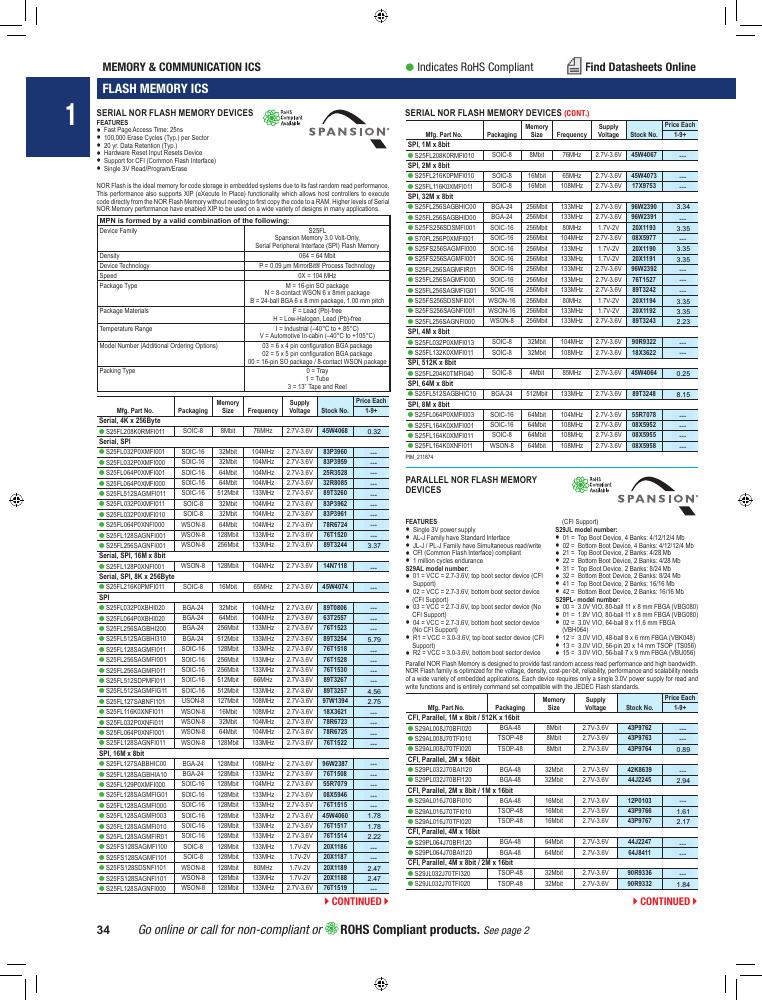 MEMORY & COMMUNICATION ICS
Indicates RoHS Compliant
Find Datasheets Online
FLASH MEMORY ICS
1
SERIAL NOR FLASH MEMORY DEVICES
RoHS Compliant Available
SPANSION
FEATURES
● Fast Page Access Time: 25ns
● 100,000 Erase Cycles (Typ.) per Sector
● 20 yr. Data Retention (Typ.)
● Hardware Reset Input Resets Device
● Support for CFI (Common Flash Interface)
● Single 3V Read/Program/Erase
NOR Flash is the ideal memory for code storage in embedded systems due to its fast random read performance.
This performance also supports XIP (eXecute In Place) functionality which allows host controllers to execute
code directly from the NOR Flash Memory without needing to first copy the code to a RAM. Higher levels of Serial
NOR Memory performance have enabled XIP to be used on a wide variety of designs in many applications.
MPN is formed by a valid combination of the following:
Device Family S25FL
Spansion Memory 3.0 Volt-Only,
Serial Peripheral Interface (SPI) Flash Memory
Density 064 = 64 Mbit
Device Technology P = 0.09 µm MirrorBit® Process Technology
Speed 0X = 104 MHz
Package Type M = 16-pin SO package
N = 8-contact WSON 6 x 8mm package
B = 24-ball BGA 6 x 8 mm package, 1.00 mm pitch
Package Materials F = Lead (Pb)-free
H = Low-Halogen, Lead (Pb)-free
Temperature Range I = Industrial (–40°C to + 85°C)
V = Automotive In-cabin (–40°C to +105°C)
Model Number (Additional Ordering Options) 03 = 6 x 4 pin configuration BGA package
02 = 5 x 5 pin configuration BGA package
00 = 16-pin SO package / 8-contact WSON package
Packing Type 0 = Tray
1 = Tube
3 = 13" Tape and Reel
Mfg. Part No. Packaging Memory Size Frequency Supply Voltage Stock No. Price Each 1-9+
Serial, 4K x 256Byte
S25FL208K0RMFI011 SOIC-8 8Mbit 76MHz 2.7V-3.6V 45W4068 0.32
Serial, SPI
S25FL032P0XMFI001 SOIC-16 32Mbit 104MHz 2.7V-3.6V 83P3960 ---
S25FL032P0XMFI000 SOIC-16 32Mbit 104MHz 2.7V-3.6V 83P3959 ---
S25FL064P0XMFI001 SOIC-16 64Mbit 104MHz 2.7V-3.6V 25R3528 ---
S25FL064P0XMFI000 SOIC-16 64Mbit 104MHz 2.7V-3.6V 32R8085 ---
S25FL512SAGMFI011 SOIC-16 512Mbit 133MHz 2.7V-3.6V 89T3260 ---
S25FL032P0XMFI011 SOIC-8 32Mbit 104MHz 2.7V-3.6V 83P3962 ---
S25FL032P0XMFI010 SOIC-8 32Mbit 104MHz 2.7V-3.6V 83P3961 ---
S25FL064P0XNFI000 WSON-8 64Mbit 104MHz 2.7V-3.6V 78R6724 ---
S25FL128SAGNFI001 WSON-8 128Mbit 133MHz 2.7V-3.6V 76T1520 ---
S25FL256SAGNFI001 WSON-8 256Mbit 133MHz 2.7V-3.6V 89T3244 3.37
Serial, SPI, 16M x 8bit
S25FL128P0XNFI001 WSON-8 128Mbit 104MHz 2.7V-3.6V 14N7118 ---
Serial, SPI, 8K x 256Byte
S25FL216K0PMFI011 SOIC-8 16Mbit 65MHz 2.7V-3.6V 45W4074 ---
SPI
S25FL032P0XBHI020 BGA-24 32Mbit 104MHz 2.7V-3.6V 89T0806 ---
S25FL064P0XBHI020 BGA-24 64Mbit 104MHz 2.7V-3.6V 63T2557 ---
S25FL256SAGBHI200 BGA-24 256Mbit 133MHz 2.7V-3.6V 76T1523 ---
S25FL512SAGBHI310 BGA-24 512Mbit 133MHz 2.7V-3.6V 89T3254 5.79
S25FL128SAGMFI011 SOIC-16 128Mbit 133MHz 2.7V-3.6V 76T1518 ---
S25FL256SAGMFI001 SOIC-16 256Mbit 133MHz 2.7V-3.6V 76T1528 ---
S25FL256SAGMFI011 SOIC-16 256Mbit 133MHz 2.7V-3.6V 76T1530 ---
S25FL512SDPMFI011 SOIC-16 512Mbit 66MHz 2.7V-3.6V 89T3267 ---
S25FL512SAGMFIG11 SOIC-16 512Mbit 133MHz 2.7V-3.6V 89T3257 4.56
S25FL127SABNFI101 USON-8 127Mbit 108MHz 2.7V-3.6V 97W1394 2.75
S25FL116K0XNFI011 WSON-8 16Mbit 108MHz 2.7V-3.6V 18X3621 ---
S25FL032P0XNFI011 WSON-8 32Mbit 104MHz 2.7V-3.6V 78R6723 ---
S25FL064P0XNFI001 WSON-8 64Mbit 104MHz 2.7V-3.6V 78R6725 ---
S25FL128SAGNFI011 WSON-8 128Mbit 133MHz 2.7V-3.6V 76T1522 ---
SPI, 16M x 8bit
S25FL127SABBHIC00 BGA-24 128Mbit 108MHz 2.7V-3.6V 96W2387 ---
S25FL128SAGBHIA10 BGA-24 128Mbit 133MHz 2.7V-3.6V 76T1508 ---
S25FL129P0XMFI000 SOIC-16 128Mbit 104MHz 2.7V-3.6V 55R7079 ---
S25FL128SAGMFIG01 SOIC-16 128Mbit 133MHz 2.7V-3.6V 08X5946 ---
S25FL128SAGMFI000 SOIC-16 128Mbit 133MHz 2.7V-3.6V 76T1515 ---
S25FL128SAGMFI003 SOIC-16 128Mbit 133MHz 2.7V-3.6V 45W4060 1.78
S25FL128SAGMFI010 SOIC-16 128Mbit 133MHz 2.7V-3.6V 76T1517 1.78
S25FL128SAGMFIR01 SOIC-16 128Mbit 133MHz 2.7V-3.6V 76T1514 2.22
S25FS128SAGMFI100 SOIC-8 128Mbit 133MHz 1.7V-2V 20X1186 ---
S25FS128SAGMFI101 SOIC-8 128Mbit 133MHz 1.7V-2V 20X1187 ---
S25FS128SDSNFI101 WSON-8 128Mbit 80MHz 1.7V-2V 20X1189 2.47
S25FS128SAGNFI101 WSON-8 128Mbit 133MHz 1.7V-2V 20X1188 2.47
S25FL128SAGNFI000 WSON-8 128Mbit 133MHz 2.7V-3.6V 76T1519 ---
CONTINUED
SERIAL NOR FLASH MEMORY DEVICES (CONT.)
Mfg. Part No. Packaging Memory Size Frequency Supply Voltage Stock No. Price Each 1-9+
SPI, 1M x 8bit
S25FL208K0RMFI010 SOIC-8 8Mbit 76MHz 2.7V-3.6V 45W4067 ---
SPI, 2M x 8bit
S25FL216K0PMFI010 SOIC-8 16Mbit 65MHz 2.7V-3.6V 45W4073 ---
S25FL116K0XMFI011 SOIC-8 16Mbit 108MHz 2.7V-3.6V 17X9753 ---
SPI, 32M x 8bit
S25FL256SAGBHIC00 BGA-24 256Mbit 133MHz 2.7V-3.6V 96W2390 3.34
S25FL256SAGBHID00 BGA-24 256Mbit 133MHz 2.7V-3.6V 96W2391 ---
S25FS256SDSMFI001 SOIC-16 256Mbit 80MHz 1.7V-2V 20X1193 3.35
S70FL256P0XMFI001 SOIC-16 256Mbit 104MHz 2.7V-3.6V 08X5977 ---
S25FS256SAGMFI000 SOIC-16 256Mbit 133MHz 1.7V-2V 20X1190 3.35
S25FS256SAGMFI001 SOIC-16 256Mbit 133MHz 1.7V-2V 20X1191 3.35
S25FL256SAGMFIR01 SOIC-16 256Mbit 133MHz 2.7V-3.6V 96W2392 ---
S25FL256SAGMFI000 SOIC-16 256Mbit 133MHz 2.7V-3.6V 76T1527 ---
S25FL256SAGMFIG01 SOIC-16 256Mbit 133MHz 2.7V-3.6V 89T3242 ---
S25FS256SDSNFI001 WSON-16 256Mbit 80MHz 1.7V-2V 20X1194 3.35
S25FS256SAGNFI001 WSON-16 256Mbit 133MHz 1.7V-2V 20X1192 3.35
S25FL256SAGNFI000 WSON-8 256Mbit 133MHz 2.7V-3.6V 89T3243 2.23
SPI, 4M x 8bit
S25FL032P0XMFI013 SOIC-8 32Mbit 104MHz 2.7V-3.6V 90R9322 ---
S25FL132K0XMFI011 SOIC-8 32Mbit 108MHz 2.7V-3.6V 18X3622 ---
SPI, 512K x 8bit
S25FL204K0TMFI040 SOIC-8 4Mbit 85MHz 2.7V-3.6V 45W4064 0.25
SPI, 64M x 8bit
S25FL512SAGBHIC10 BGA-24 512Mbit 133MHz 2.7V-3.6V 89T3248 8.15
SPI, 8M x 8bit
S25FL064P0XMFI003 SOIC-16 64Mbit 104MHz 2.7V-3.6V 55R7078 ---
S25FL164K0XMFI001 SOIC-16 64Mbit 108MHz 2.7V-3.6V 08X5952 ---
S25FL164K0XMFI011 SOIC-8 64Mbit 108MHz 2.7V-3.6V 08X5955 ---
S25FL164K0XNFI011 WSON-8 64Mbit 108MHz 2.7V-3.6V 08X5958 ---
PIM_211874
PARALLEL NOR FLASH MEMORY
DEVICES
RoHS Compliant Available
SPANSION
FEATURES
● Single 3V power supply
● AL-J Family have Standard Interface
● JL-J / PL-J Family have Simultaneous read/write
● CFI (Common Flash Interface) compliant
● 1 million cycles endurance
S29AL model number:
● 01 = VCC = 2.7-3.6V, top boot sector device (CFI
Support)
● 02 = VCC = 2.7-3.6V, bottom boot sector device
(CFI Support)
● 03 = VCC = 2.7-3.6V, top boot sector device (No
CFI Support)
● 04 = VCC = 2.7-3.6V, bottom boot sector device
(No CFI Support)
● R1 = VCC = 3.0-3.6V, top boot sector device (CFI
Support)
● R2 = VCC = 3.0-3.6V, bottom boot sector device
(CFI Support)
S29JL model number:
● 01 = Top Boot Device, 4 Banks: 4/12/12/4 Mb
● 02 = Bottom Boot Device, 4 Banks: 4/12/12/4 Mb
● 21 = Top Boot Device, 2 Banks: 4/28 Mb
● 22 = Bottom Boot Device, 2 Banks: 4/28 Mb
● 31 = Top Boot Device, 2 Banks: 8/24 Mb
● 32 = Bottom Boot Device, 2 Banks: 8/24 Mb
● 41 = Top Boot Device, 2 Banks: 16/16 Mb
● 42 = Bottom Boot Device, 2 Banks: 16/16 Mb
S29PL- model number:
● 00 = 3.0V VIO, 80-ball 11 x 8 mm FBGA (VBG080)
● 01 = 1.8V VIO, 80-ball 11 x 8 mm FBGA (VBG080)
● 02 = 3.0V VIO, 64-ball 8 x 11.6 mm FBGA
(VBH064)
● 12 = 3.0V VIO, 48-ball 8 x 6 mm FBGA (VBK048)
● 13 = 3.0V VIO, 56-pin 20 x 14 mm TSOP (TS056)
● 15 = 3.0V VIO, 56-ball 7 x 9 mm FBGA (VBU056)
Parallel NOR Flash Memory is designed to provide fast random access read performance and high bandwidth.
NOR Flash family is optimized for the voltage, density, cost-per-bit, reliability, performance and scalability needs
of a wide variety of embedded applications. Each device requires only a single 3.0V power supply for read and
write functions and is entirely command set compatible with the JEDEC Flash standards.
Mfg. Part No. Packaging Memory Size Supply Voltage Stock No. Price Each 1-9+
CFI, Parallel, 1M x 8bit / 512K x 16bit
S29AL008J70BFI020 BGA-48 8Mbit 2.7V-3.6V 43P9762 ---
S29AL008J70TFI010 TSOP-48 8Mbit 2.7V-3.6V 43P9763 ---
S29AL008J70TFI020 TSOP-48 8Mbit 2.7V-3.6V 43P9764 0.89
CFI, Parallel, 2M x 16bit
S29PL032J70BAI120 BGA-48 32Mbit 2.7V-3.6V 42K8639 ---
S29PL032J70BFI120 BGA-48 32Mbit 2.7V-3.6V 44J2245 2.94
CFI, Parallel, 2M x 8bit / 1M x 16bit
S29AL016J70BFI010 BGA-48 16Mbit 2.7V-3.6V 12P0103 ---
S29AL016J70TFI010 TSOP-48 16Mbit 2.7V-3.6V 43P9766 1.61
S29AL016J70TFI020 TSOP-48 16Mbit 2.7V-3.6V 43P9767 2.17
CFI, Parallel, 4M x 16bit
S29PL064J70BFI120 BGA-48 64Mbit 2.7V-3.6V 44J2247 ---
S29PL064J70BAI120 BGA-48 64Mbit 2.7V-3.6V 64J8411 ---
CFI, Parallel, 4M x 8bit / 2M x 16bit
S29JL032J70TFI320 TSOP-48 32Mbit 2.7V-3.6V 90R9336 ---
S29JL032J70TFI020 TSOP-48 32Mbit 2.7V-3.6V 90R9332 1.84
CONTINUED
34 Go online or call for non-compliant or RoHS Compliant products. See page 2